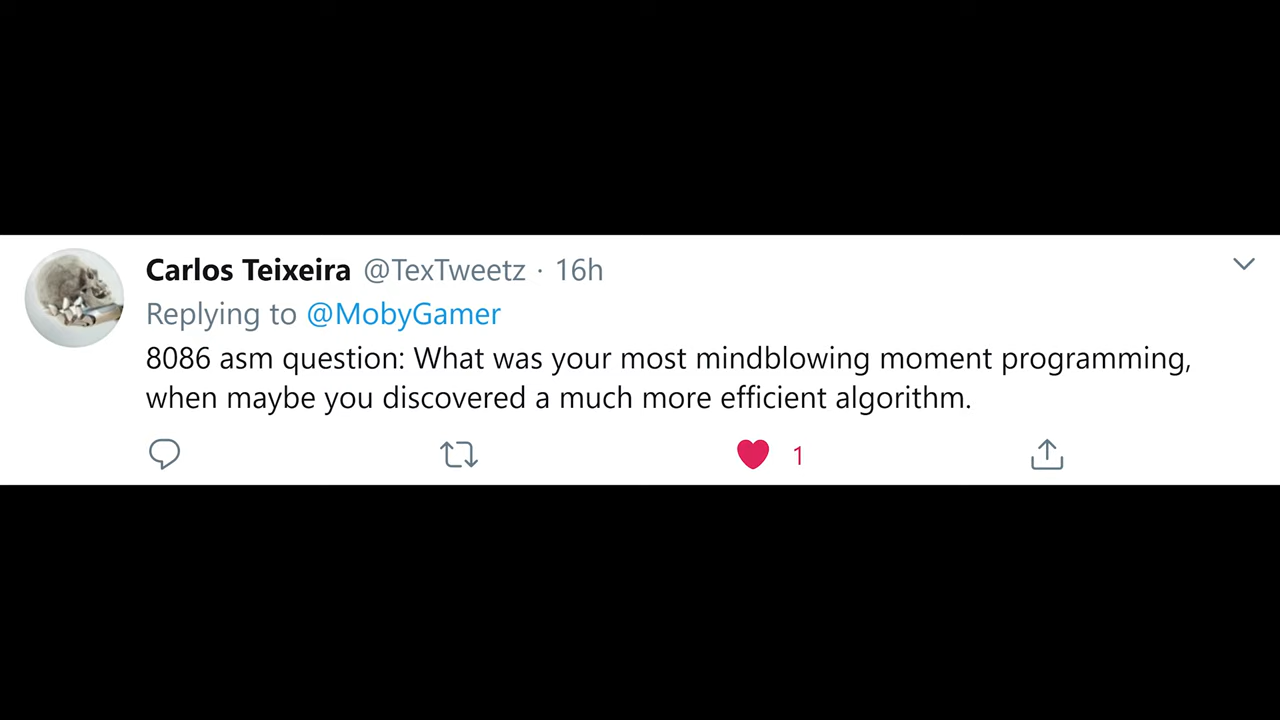 Carlos Teixeira @TexTweetz · 16h
Replying to @MobyGamer
8086 asm question: What was your most mindblowing moment programming,
when maybe you discovered a much more efficient algorithm.
1